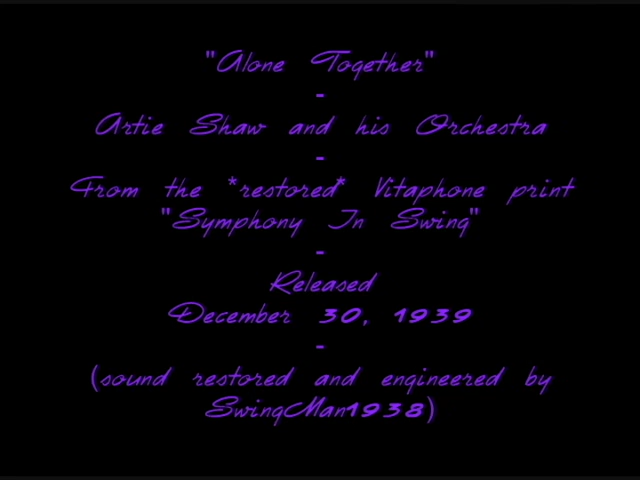 "Alone Together"
-
Artie Shaw and his Orchestra
-
From the *restored* Vitaphone print
"Symphony In Swing"
-
Released
December 30, 1939
-
(sound restored and engineered by
SwingMan1938)